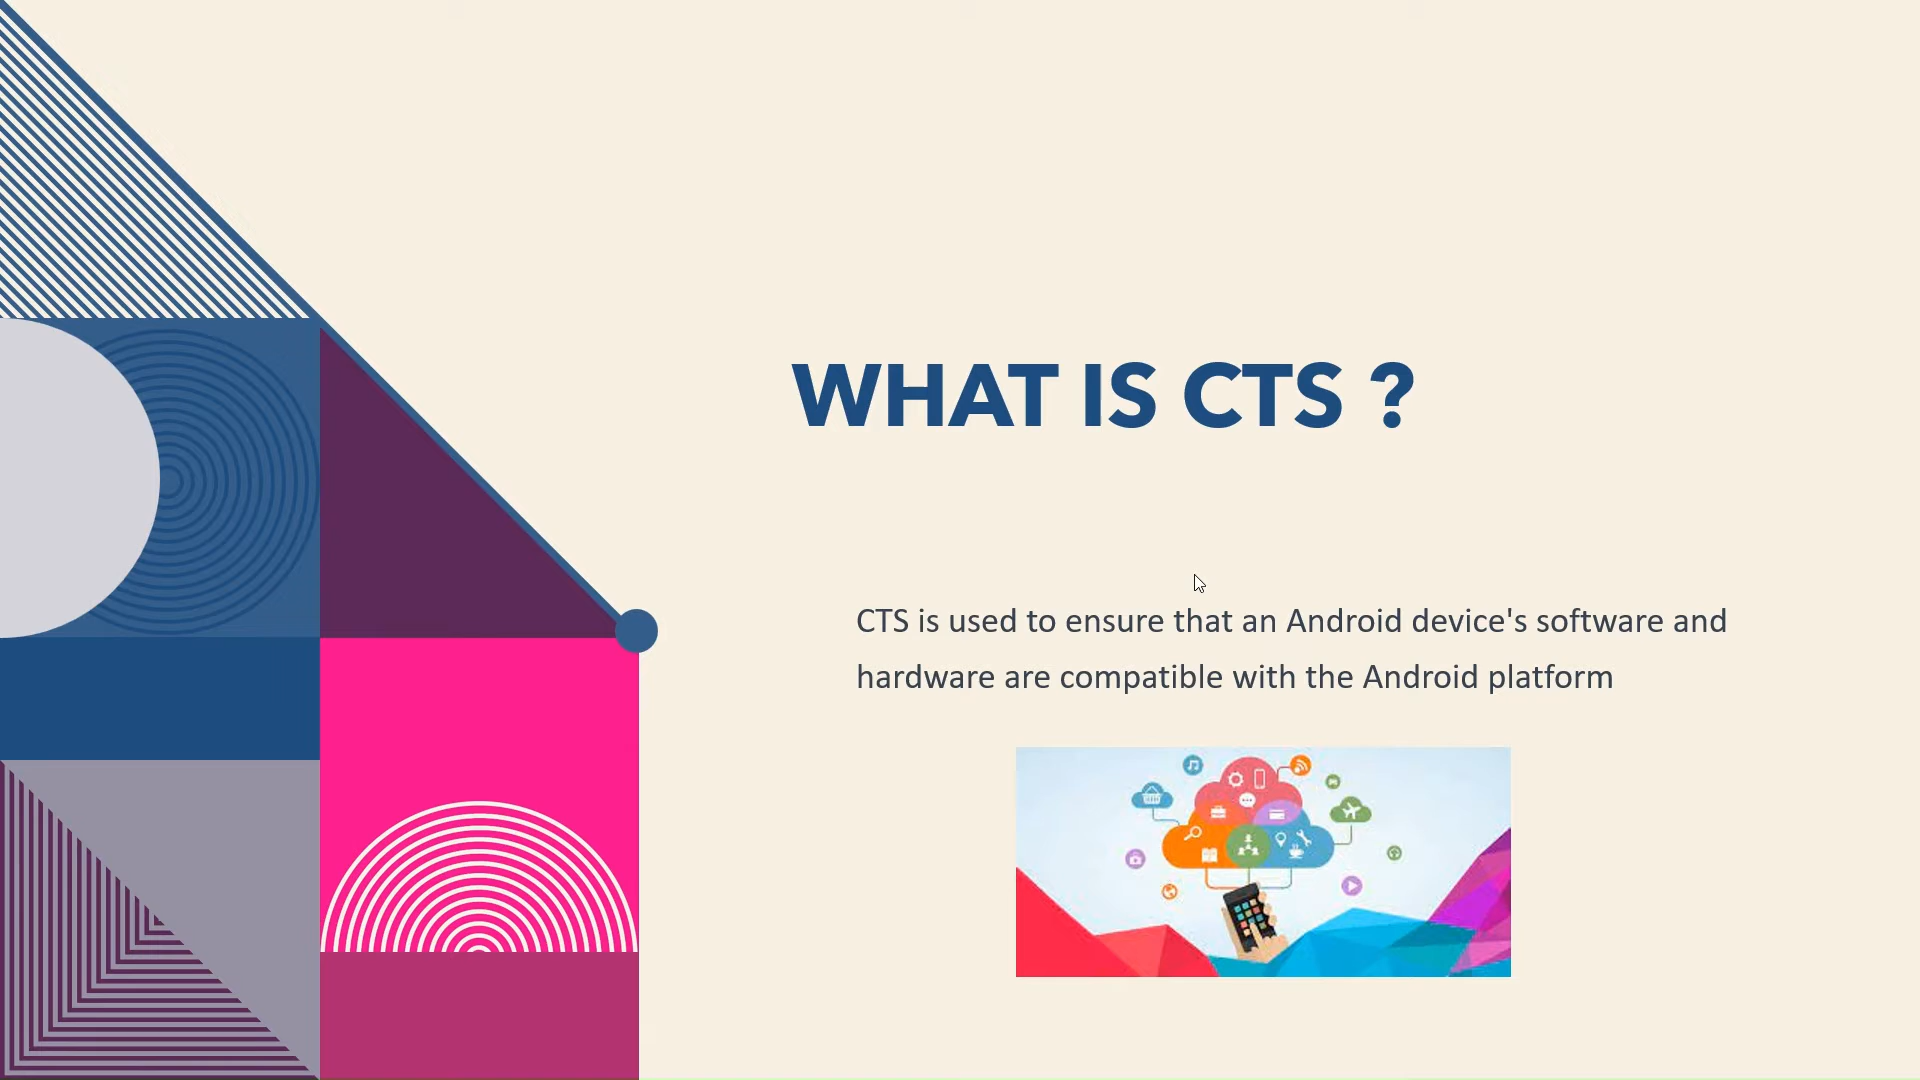 WHAT IS CTS ?
CTS is used to ensure that an Android device's software and
hardware are compatible with the Android platform